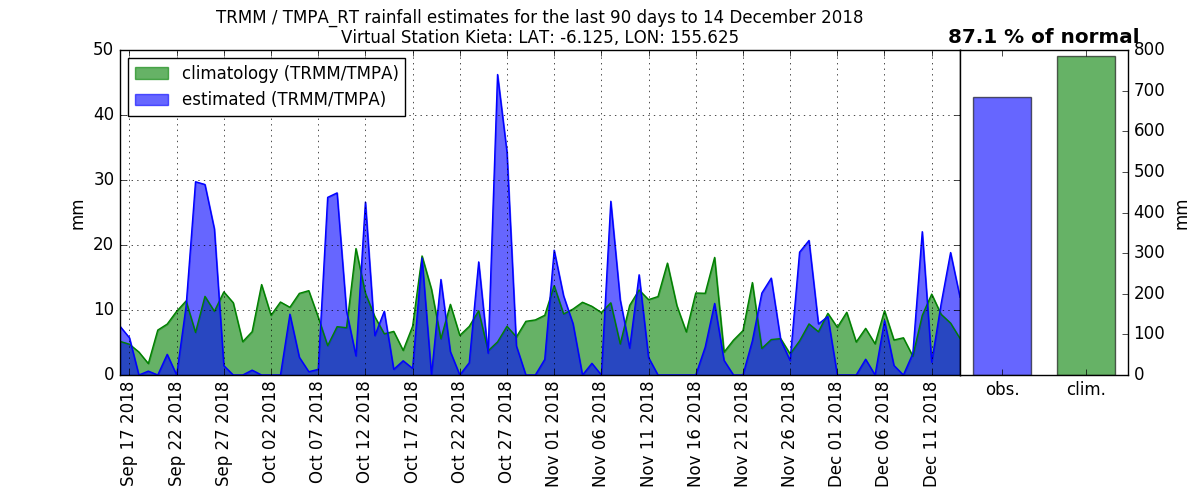 TRMM / TMPA_RT rainfall estimates for the last 90 days to 14 December 2018
Virtual Station Kieta: LAT: -6.125, LON: 155.625
87.1 % of normal
climatology (TRMM/TMPA)
estimated (TRMM/TMPA)
50
40
30
20
10
0
mm
Sep 17 2018
Sep 22 2018
Sep 27 2018
Oct 02 2018
Oct 07 2018
Oct 12 2018
Oct 17 2018
Oct 22 2018
Oct 27 2018
Nov 01 2018
Nov 06 2018
Nov 11 2018
Nov 16 2018
Nov 21 2018
Nov 26 2018
Dec 01 2018
Dec 06 2018
Dec 11 2018
800
700
600
500
400
300
200
100
0
mm
obs.
clim.